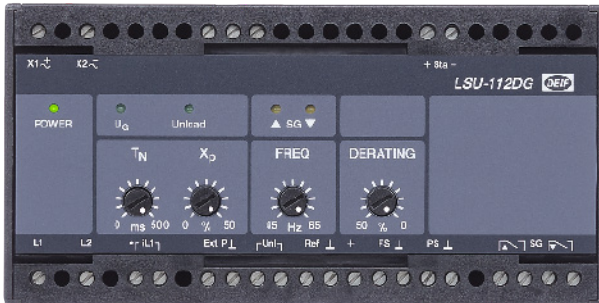 X1 X2 + Sta -
LSU-112DG DEIF
POWER UG Unload ▲ SG ▼
TN Xp FREQ DERATING
0 ms 500 0 % 50 45 Hz 65 50 % 0
L1 L2 iL1 Ext P⊥ Unl Ref ⊥ + FS ⊥ PS ⊥ SG